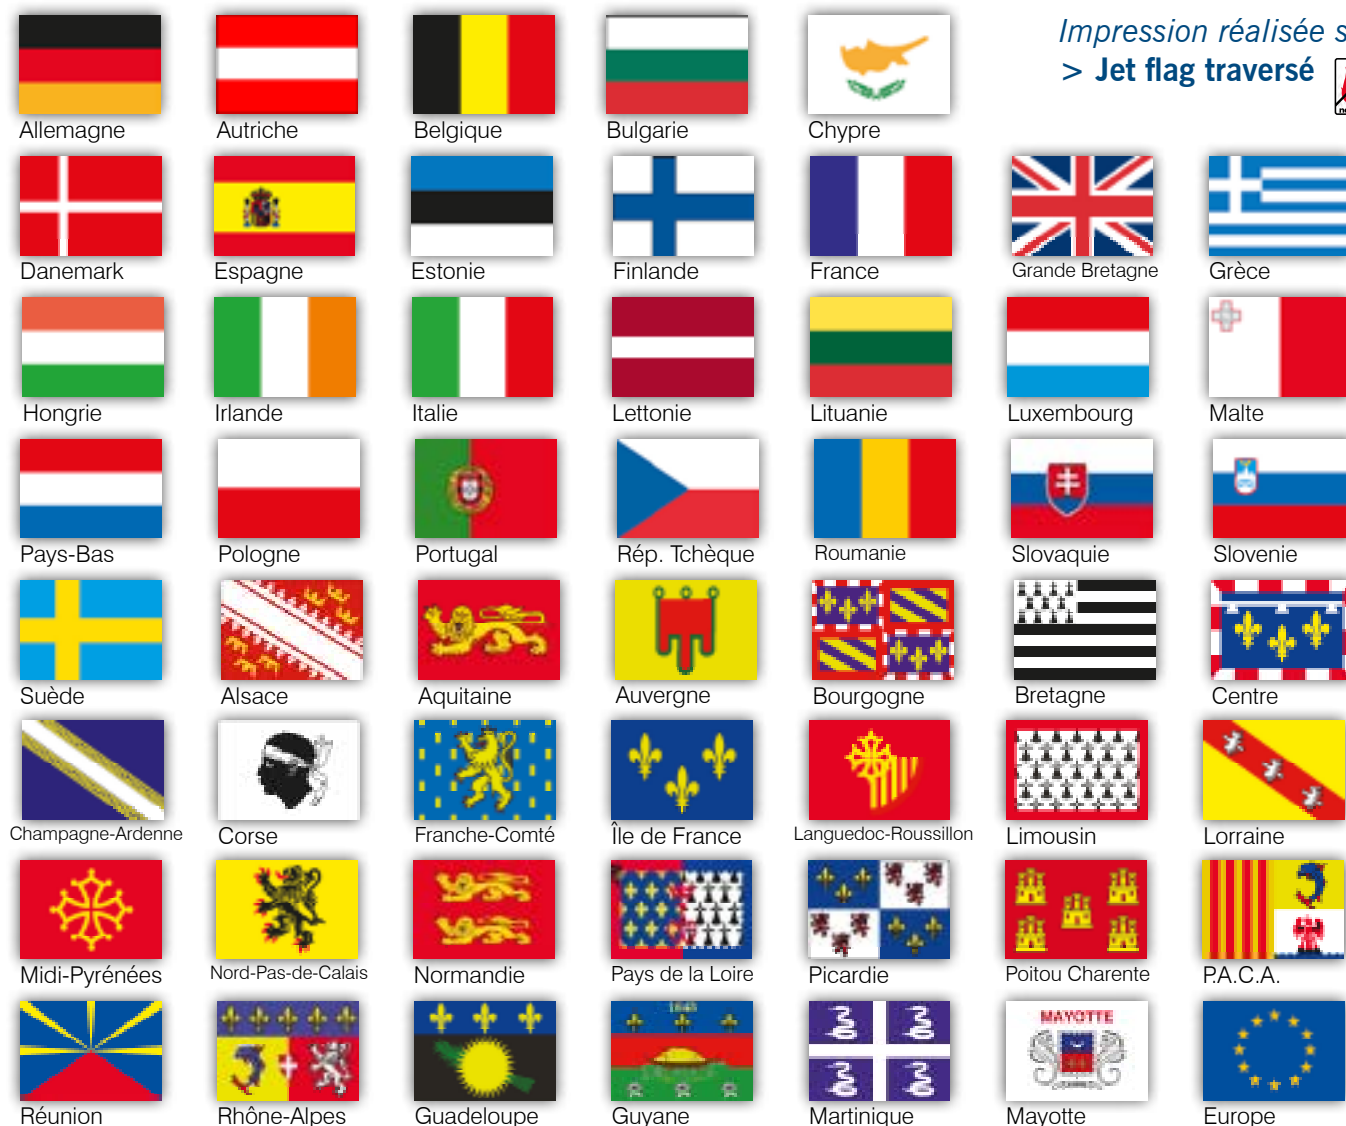 Impression réalisée s
> Jet flag traversé
Allemagne
Autriche
Belgique
Bulgarie
Chypre
Danemark
Espagne
Estonie
Finlande
France
Grande Bretagne
Grèce
Hongrie
Irlande
Italie
Lettonie
Lituanie
Luxembourg
Malte
Pays-Bas
Pologne
Portugal
Rép. Tchèque
Roumanie
Slovaquie
Slovenie
Suède
Alsace
Aquitaine
Auvergne
Bourgogne
Bretagne
Centre
Champagne-Ardenne
Corse
Franche-Comté
Île de France
Languedoc-Roussillon
Limousin
Lorraine
Midi-Pyrénées
Nord-Pas-de-Calais
Normandie
Pays de la Loire
Picardie
Poitou Charente
P.A.C.A.
MAYOTTE
Réunion
Rhône-Alpes
Guadeloupe
Guyane
Martinique
Mayotte
Europe